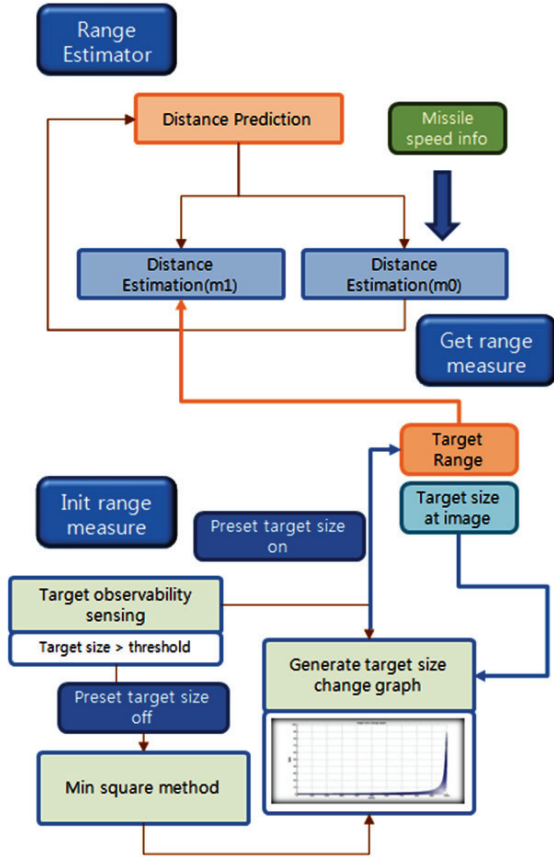 Range
Estimator
Distance Prediction
Missile
speed info
Distance
Estimation(m1)
Distance
Estimation(m0)
Get range
measure
Target
Range
Init range
measure
Target size
at image
Preset target size
on
Target observability
sensing
Target size > threshold
Generate target size
change graph
Preset target size
off
Min square method